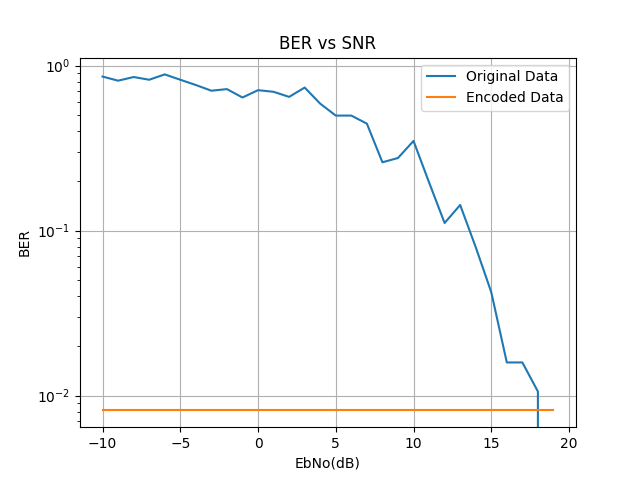 BER vs SNR
Original Data
Encoded Data
10⁰
10⁻¹
10⁻²
BER
−10 −5 0 5 10 15 20
EbNo(dB)